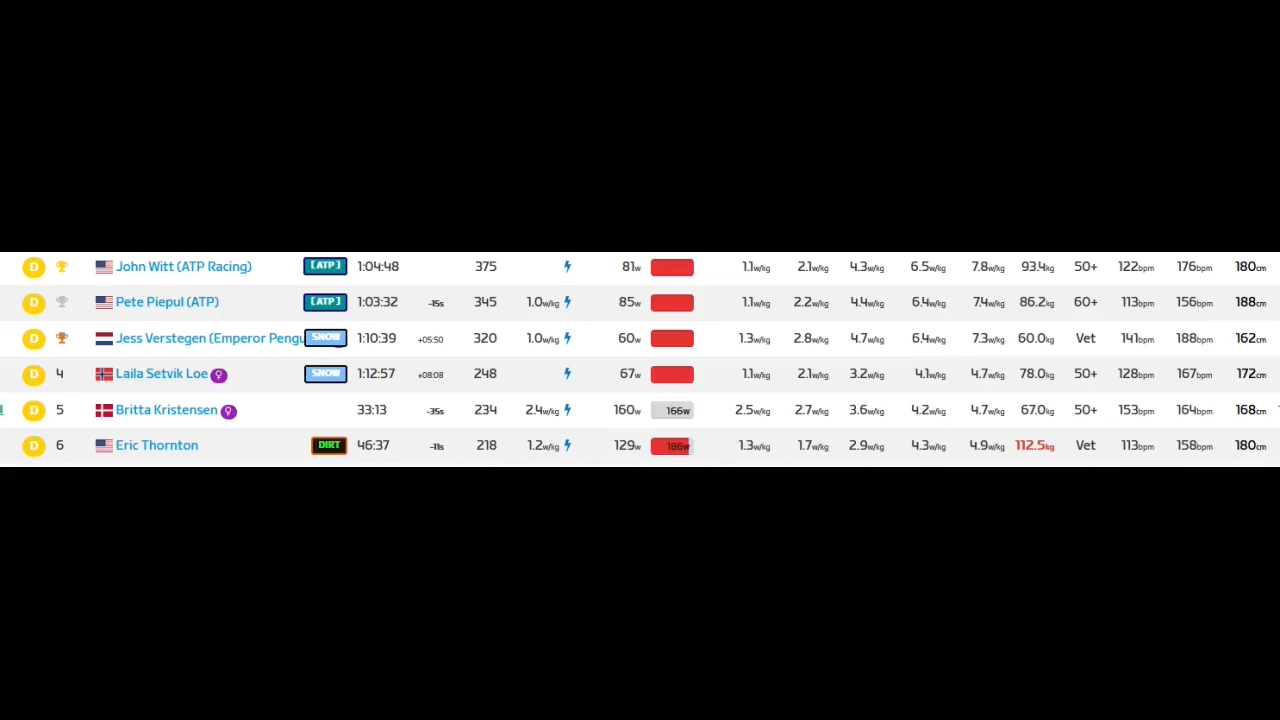 D John Witt (ATP Racing) [ATP] 1:04:48 375 81w 1.1w/kg 2.1w/kg 4.3w/kg 6.5w/kg 7.8w/kg 93.4kg 50+ 122bpm 176bpm 180cm
D Pete Piepul (ATP) [ATP] 1:03:32 -15s 345 1.0w/kg 85w 1.1w/kg 2.2w/kg 4.4w/kg 6.4w/kg 7.4w/kg 86.2kg 60+ 113bpm 156bpm 188cm
D Jess Verstegen (Emperor Pengu SNOW 1:10:39 +05:50 320 1.0w/kg 60w 1.3w/kg 2.8w/kg 4.7w/kg 6.4w/kg 7.3w/kg 60.0kg Vet 141bpm 188bpm 162cm
D 4 Laila Setvik Loe SNOW 1:12:57 +08:08 248 67w 1.1w/kg 2.1w/kg 3.2w/kg 4.1w/kg 4.7w/kg 78.0kg 50+ 128bpm 167bpm 172cm
D 5 Britta Kristensen 33:13 -35s 234 2.4w/kg 160w 166w 2.5w/kg 2.7w/kg 3.6w/kg 4.2w/kg 4.7w/kg 67.0kg 50+ 153bpm 164bpm 168cm
D 6 Eric Thornton DIRT 46:37 -11s 218 1.2w/kg 129w 186w 1.3w/kg 1.7w/kg 2.9w/kg 4.3w/kg 4.9w/kg 112.5kg Vet 113bpm 158bpm 180cm